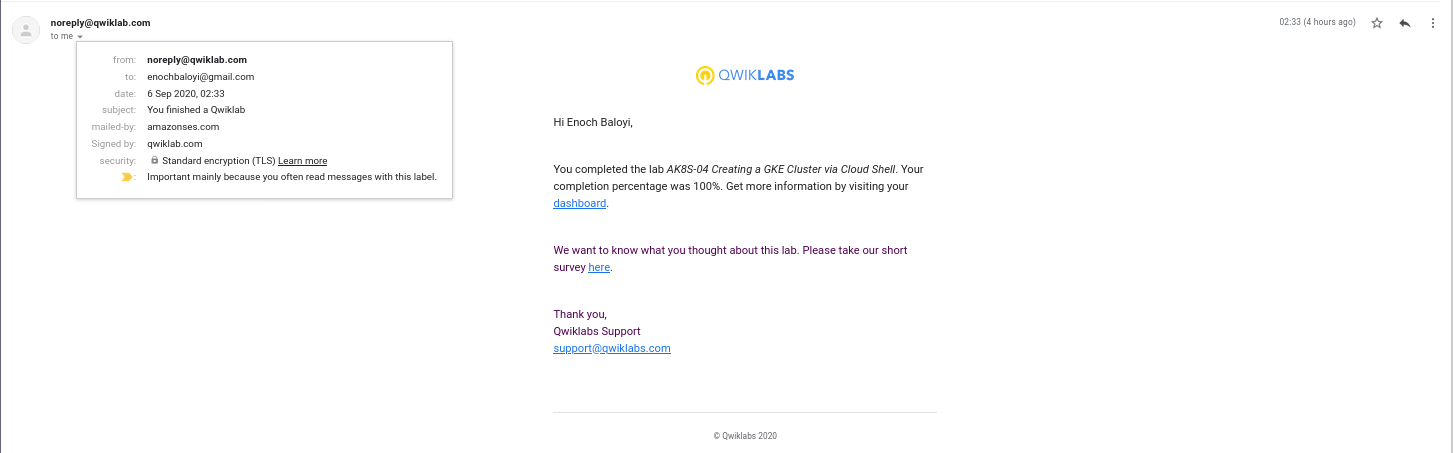 noreply@qwiklab.com
02:33 (4 hours ago)
to me
from: noreply@qwiklab.com
to: enochbaloyi@gmail.com
date: 6 Sep 2020, 02:33
subject: You finished a Qwiklab
mailed-by: amazonses.com
Signed by: qwiklab.com
security: Standard encryption (TLS) Learn more
: Important mainly because you often read messages with this label.
QWIKLABS
Hi Enoch Baloyi,
You completed the lab AK8S-04 Creating a GKE Cluster via Cloud Shell. Your
completion percentage was 100%. Get more information by visiting your
dashboard.
We want to know what you thought about this lab. Please take our short
survey here.
Thank you,
Qwiklabs Support
support@qwiklabs.com
© Qwiklabs 2020